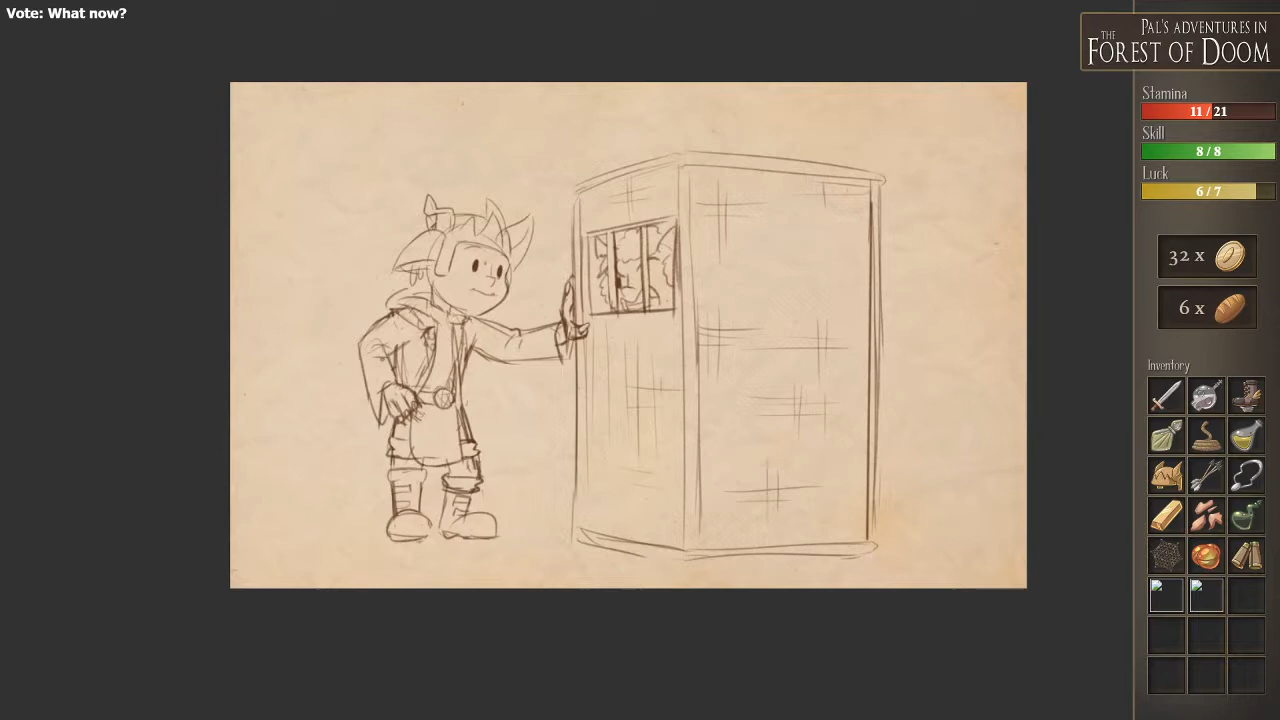 Vote: What now?
PAL'S ADVENTURES IN
THE FOREST OF DOOM
Stamina
11 / 21
Skill
8 / 8
Luck
6 / 7
32 x
6 x
Inventory